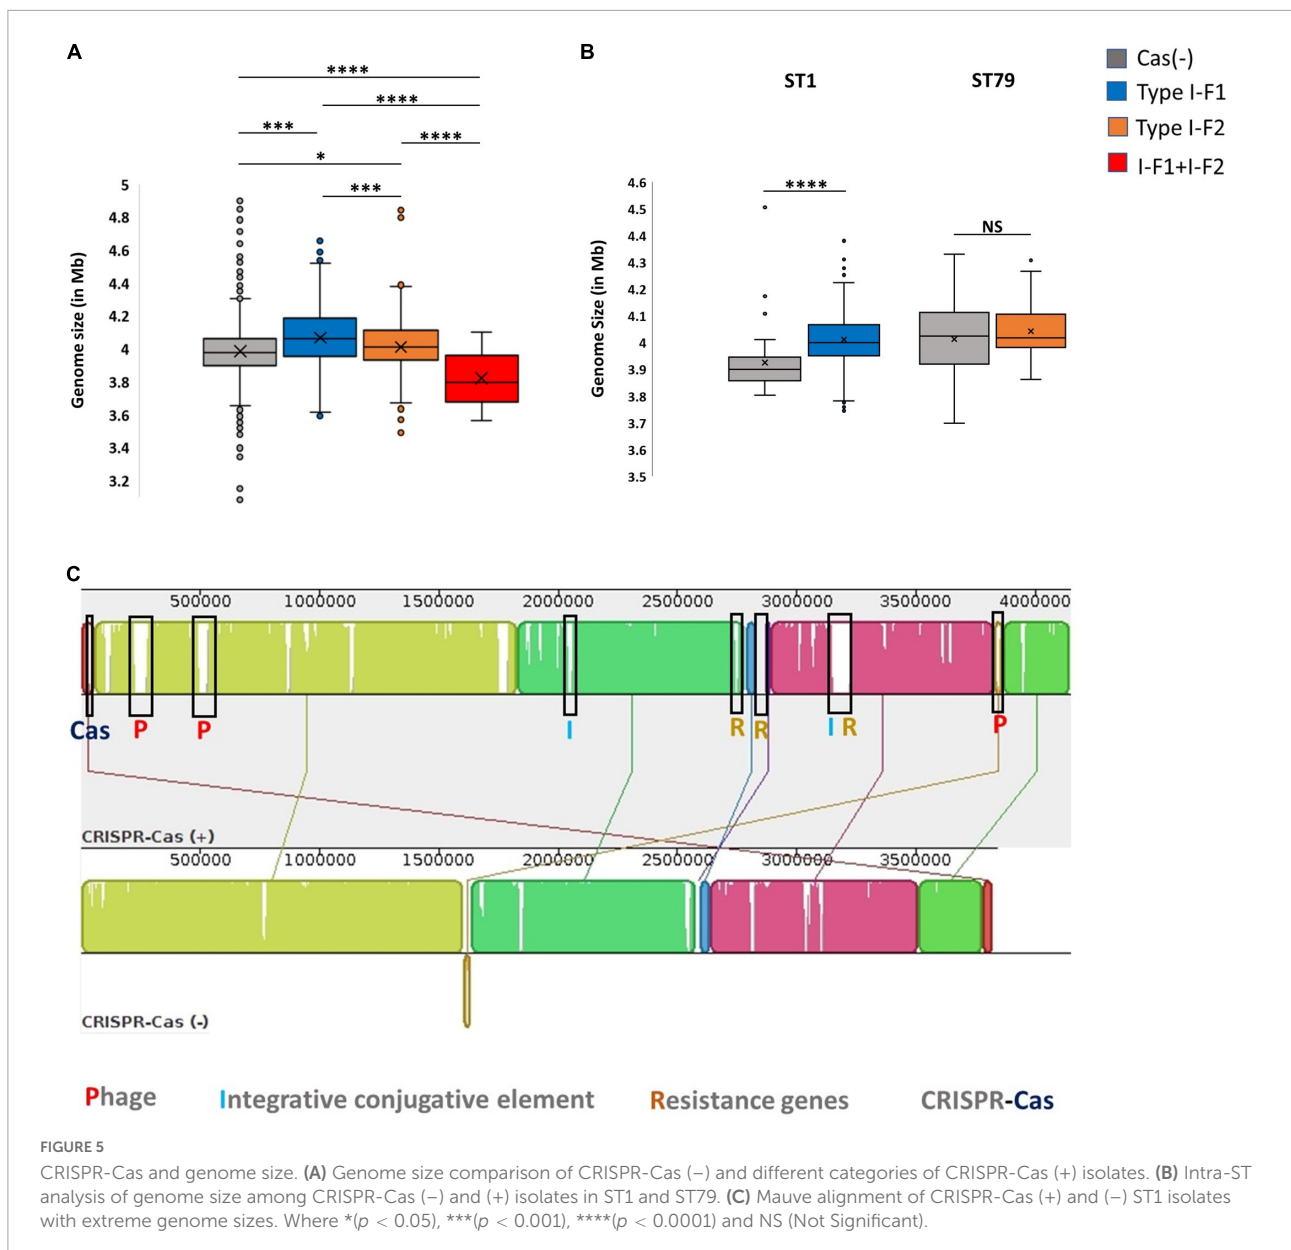 A
B
ST1
ST79
Cas(-)
Type I-F1
Type I-F2
I-F1+I-F2
****
****
***
****
*
***
Genome size (in Mb)
5
4.8
4.6
4.4
4.2
4
3.8
3.6
3.4
3.2
Genome Size (in Mb)
4.6
4.5
4.4
4.3
4.2
4.1
4
3.9
3.8
3.7
3.6
3.5
****
NS
C
500000 1000000 1500000 2000000 2500000 3000000 3500000 4000000
Cas P P I R R I R P
CRISPR-Cas (+)
500000 1000000 1500000 2000000 2500000 3000000 3500000
CRISPR-Cas (-)
Phage Integrative conjugative element Resistance genes CRISPR-Cas
FIGURE 5
CRISPR-Cas and genome size. (A) Genome size comparison of CRISPR-Cas (−) and different categories of CRISPR-Cas (+) isolates. (B) Intra-ST
analysis of genome size among CRISPR-Cas (−) and (+) isolates in ST1 and ST79. (C) Mauve alignment of CRISPR-Cas (+) and (−) ST1 isolates
with extreme genome sizes. Where *(p < 0.05), ***(p < 0.001), ****(p < 0.0001) and NS (Not Significant).